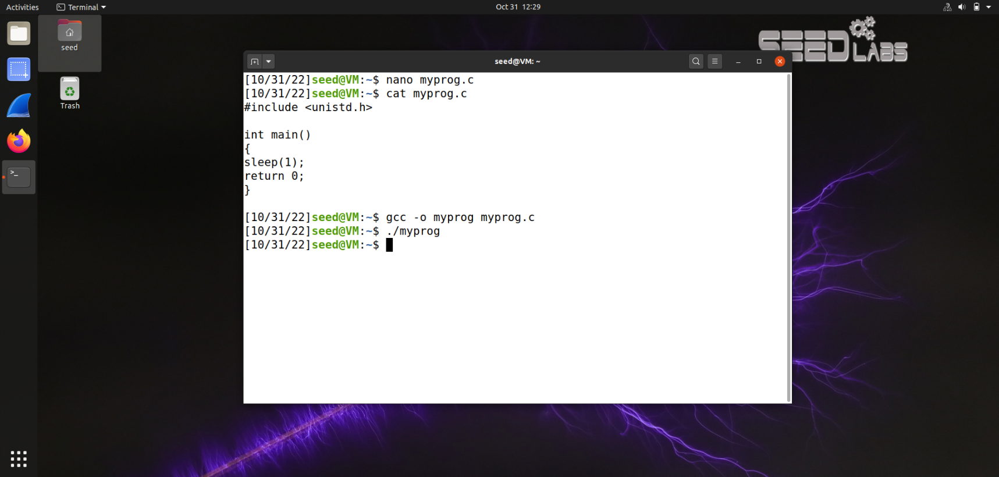 Activities
Terminal
Oct 31 12:29
SEED LABS
seed
Trash
seed@VM: ~
[10/31/22]seed@VM:~$ nano myprog.c
[10/31/22]seed@VM:~$ cat myprog.c
#include <unistd.h>
int main()
{
sleep(1);
return 0;
}
[10/31/22]seed@VM:~$ gcc -o myprog myprog.c
[10/31/22]seed@VM:~$ ./myprog
[10/31/22]seed@VM:~$